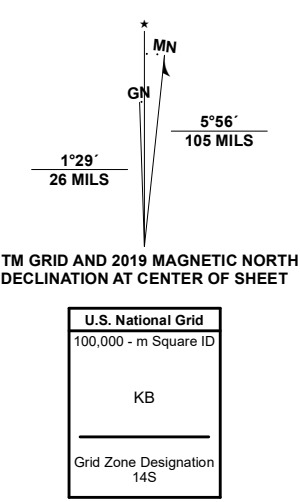 MN
GN
5°56´
105 MILS
1°29´
26 MILS
TM GRID AND 2019 MAGNETIC NORTH
DECLINATION AT CENTER OF SHEET
U.S. National Grid
100,000 - m Square ID
KB
Grid Zone Designation
14S